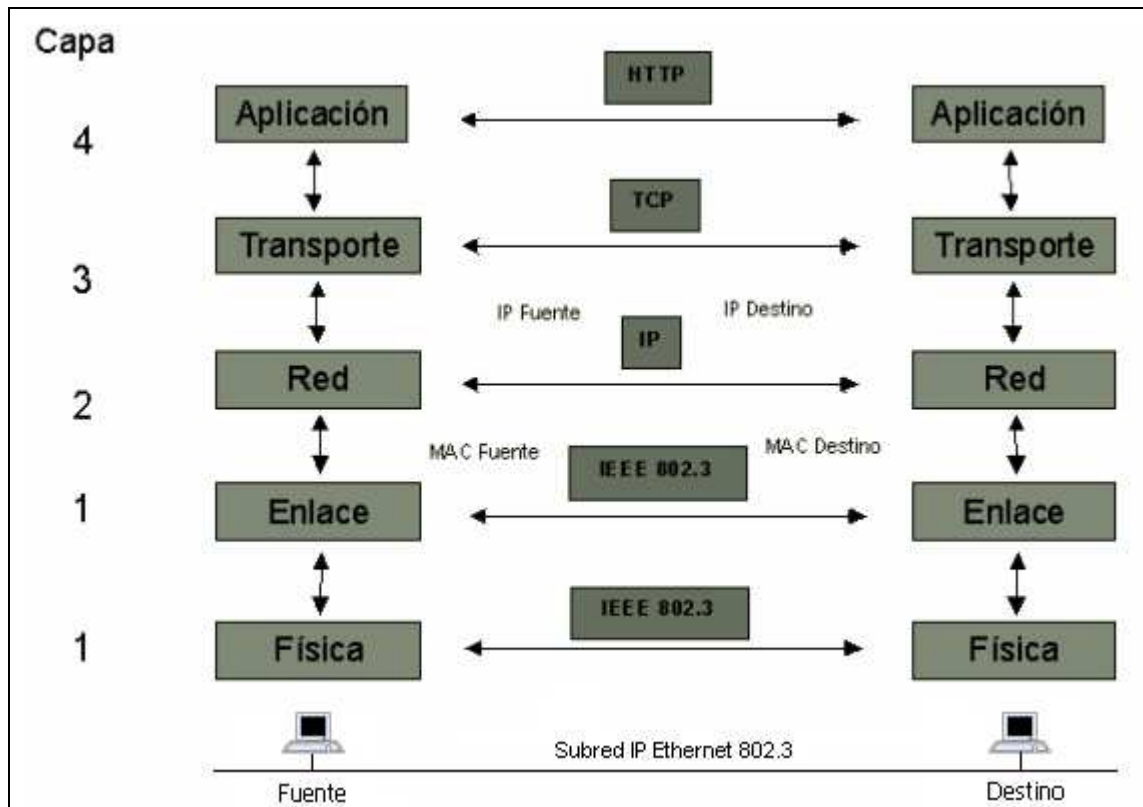 Capa
HTTP
4 Aplicación Aplicación
TCP
3 Transporte Transporte
IP Fuente IP Destino
IP
2 Red Red
MAC Fuente MAC Destino
IEEE 802.3
1 Enlace Enlace
IEEE 802.3
1 Física Física
Subred IP Ethernet 802.3
Fuente Destino